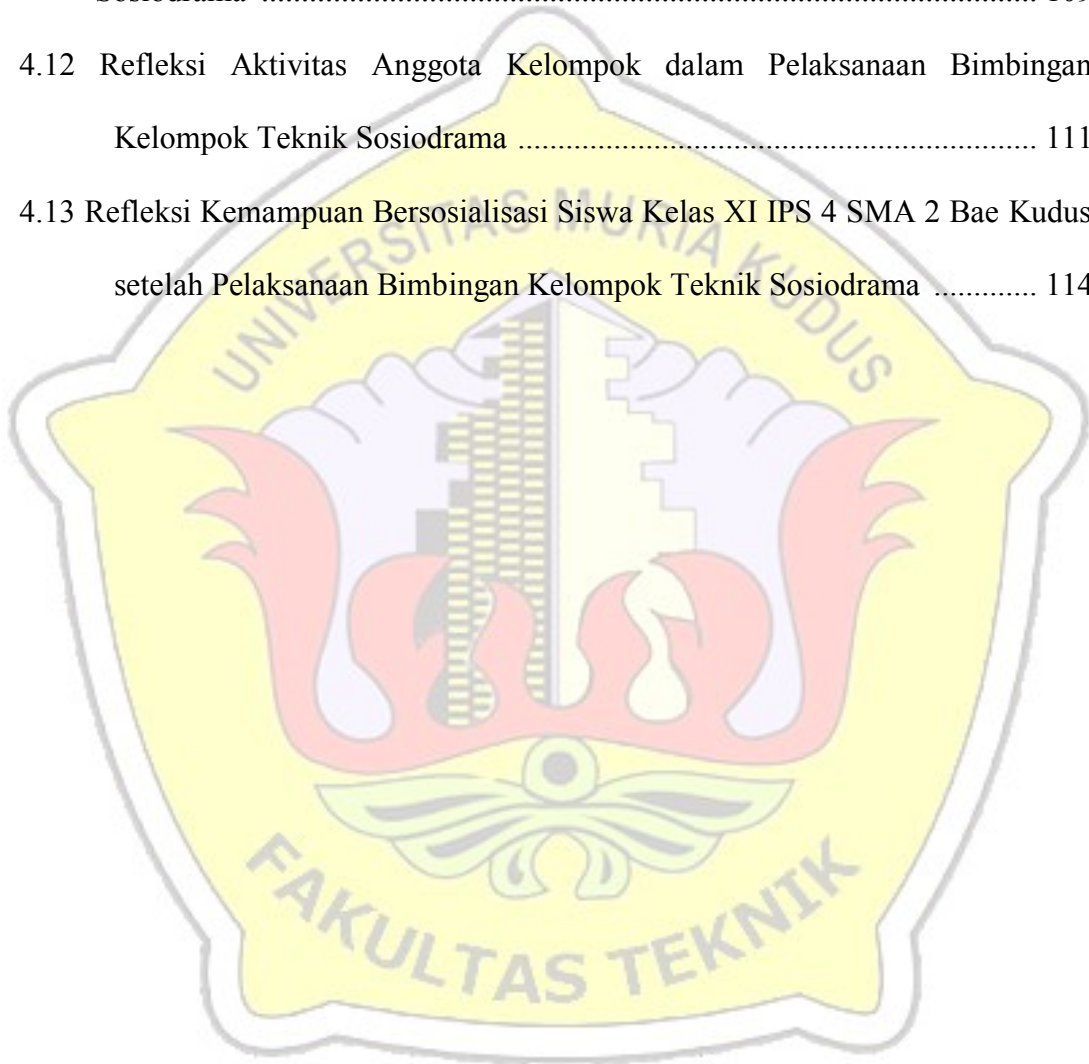 Sosiodrama ................................................................................................ 109
4.12 Refleksi Aktivitas Anggota Kelompok dalam Pelaksanaan Bimbingan
Kelompok Teknik Sosiodrama ................................................................ 111
4.13 Refleksi Kemampuan Bersosialisasi Siswa Kelas XI IPS 4 SMA 2 Bae Kudus
setelah Pelaksanaan Bimbingan Kelompok Teknik Sosiodrama ............. 114
UNIVERSITAS MURIA KUDUS
FAKULTAS TEKNIK